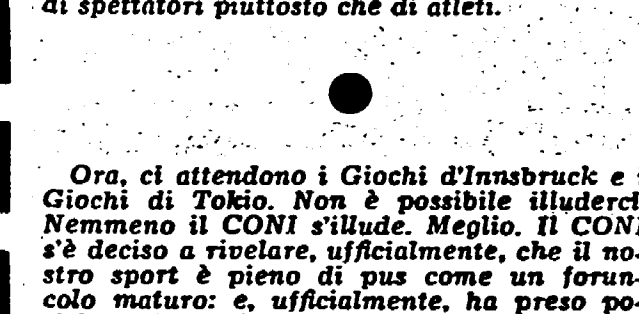 di spettatori piuttosto che di atleti.
Ora, ci attendono i Giochi d'Innsbruck e i
Giochi di Tokio. Non è possibile illuderci.
Nemmeno il CONI s'illude. Meglio. Il CONI
s'è deciso a rivelare, ufficialmente, che il no-
stro sport è pieno di pus come un forun-
colo maturo: e, ufficialmente, ha preso po-